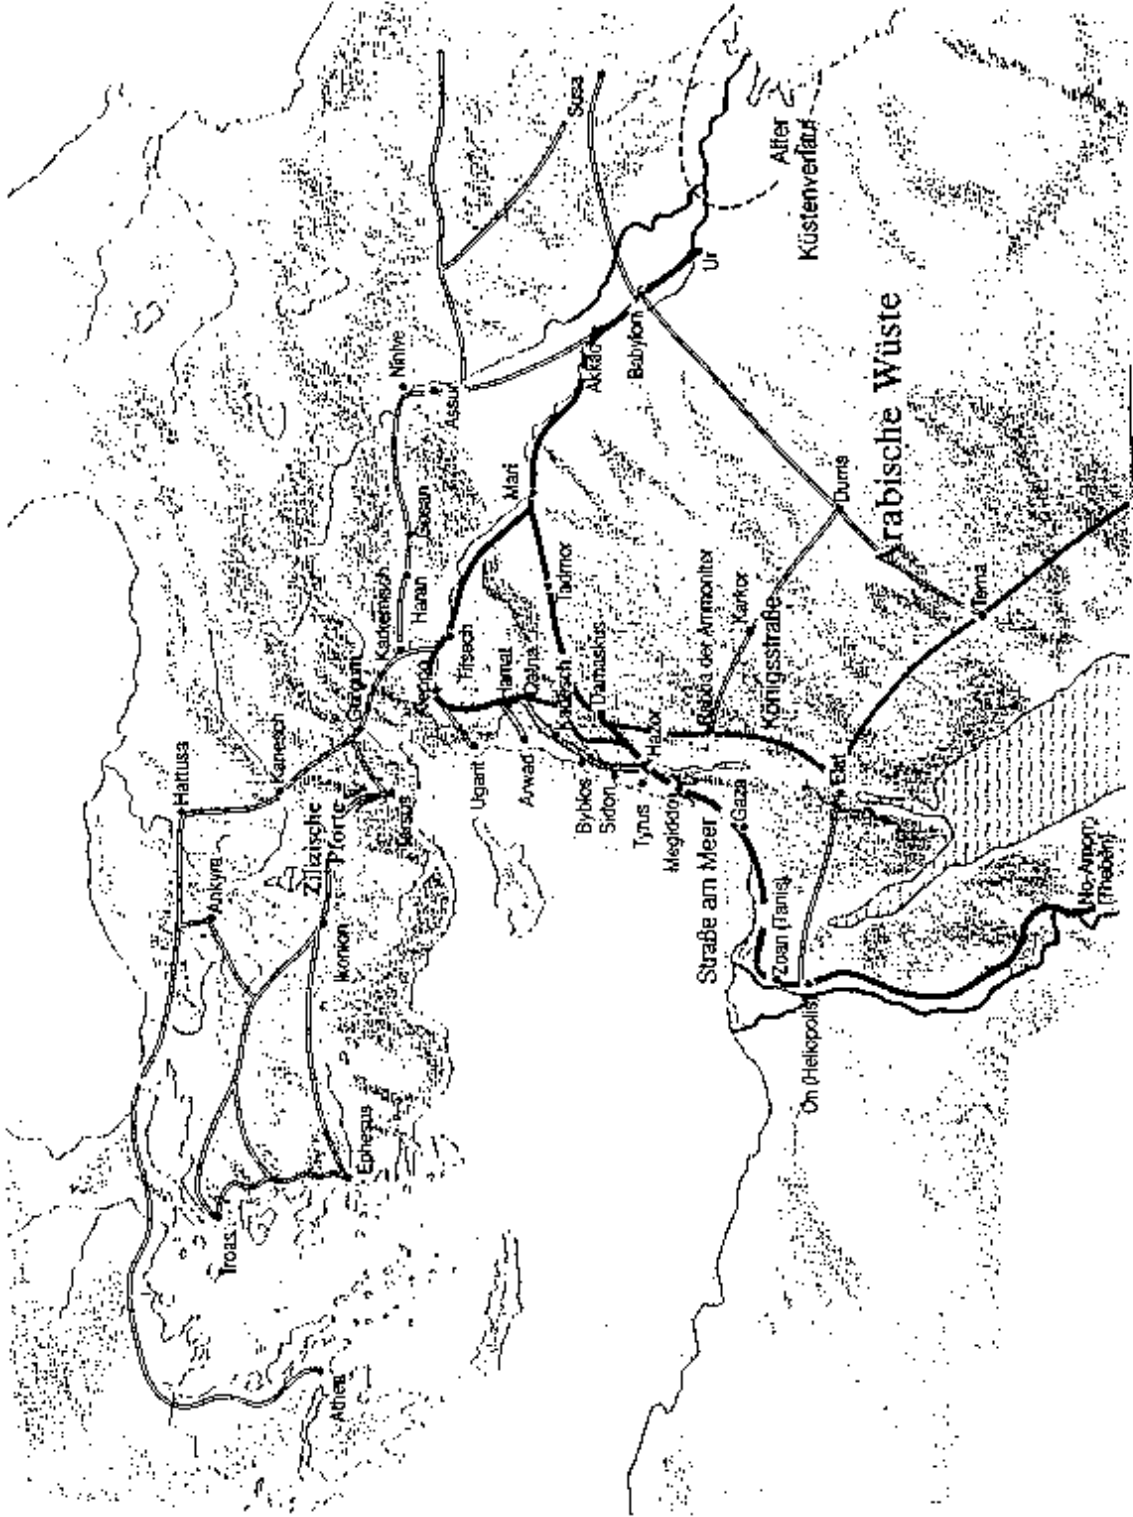 Athen
Troas
Ephesus
Ankyra
Ikonion
Hattus
Kanesch
Zilizische
Pforte
Tarsus
Gurgum
Karkemisch
Haran
Gosan
Ninive
Assur
Susa
Aleppo
Tifsach
Ugarit
Arwad
Hamat
Qatna
Kadesch
Byblos
Sidon
Tyrus
Damaskus
Tadmor
Mari
Akkad
Babylon
Ur
Alter
Küstenverlauf
Hazor
Megiddo
Gaza
Straße am Meer
Rabba der Ammoniter
Karkor
Königsstraße
Duma
Arabische Wüste
Elat
Tema
Zoan (Tanis)
On (Heliopolis)
No-Amon
(Theben)